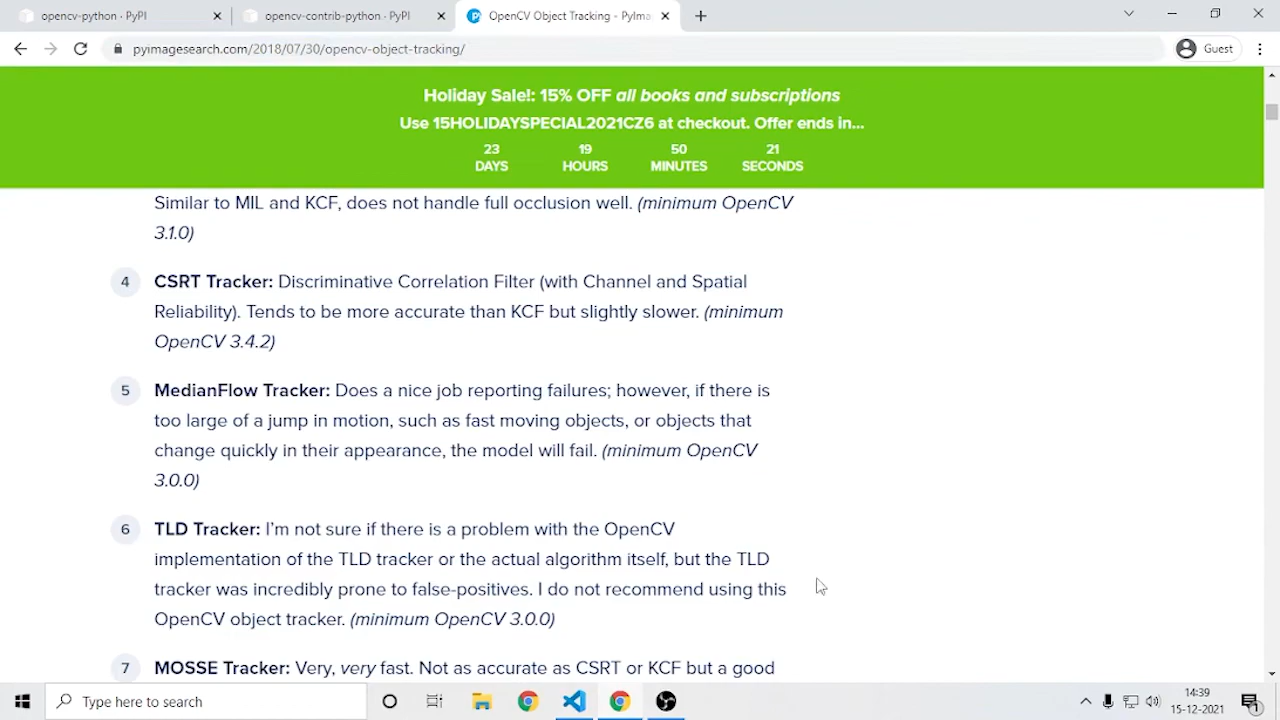 opencv-python · PyPI
opencv-contrib-python · PyPI
OpenCV Object Tracking - PyIma
pyimagesearch.com/2018/07/30/opencv-object-tracking/
Guest
Holiday Sale!: 15% OFF all books and subscriptions
Use 15HOLIDAYSPECIAL2021CZ6 at checkout. Offer ends in...
23 19 50 21
DAYS HOURS MINUTES SECONDS
Similar to MIL and KCF, does not handle full occlusion well. (minimum OpenCV
3.1.0)
4 CSRT Tracker: Discriminative Correlation Filter (with Channel and Spatial
Reliability). Tends to be more accurate than KCF but slightly slower. (minimum
OpenCV 3.4.2)
5 MedianFlow Tracker: Does a nice job reporting failures; however, if there is
too large of a jump in motion, such as fast moving objects, or objects that
change quickly in their appearance, the model will fail. (minimum OpenCV
3.0.0)
6 TLD Tracker: I'm not sure if there is a problem with the OpenCV
implementation of the TLD tracker or the actual algorithm itself, but the TLD
tracker was incredibly prone to false-positives. I do not recommend using this
OpenCV object tracker. (minimum OpenCV 3.0.0)
7 MOSSE Tracker: Very, very fast. Not as accurate as CSRT or KCF but a good
Type here to search
14:39
15-12-2021
1